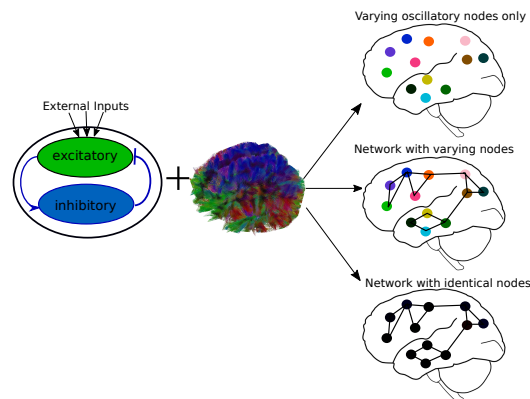 Varying oscillatory nodes only
External Inputs
excitatory
inhibitory
+
Network with varying nodes
Network with identical nodes